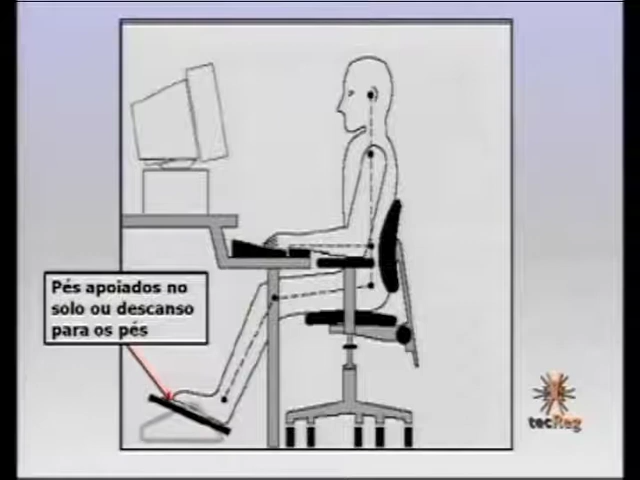 Pés apoiados no
solo ou descanso
para os pés
tecReg